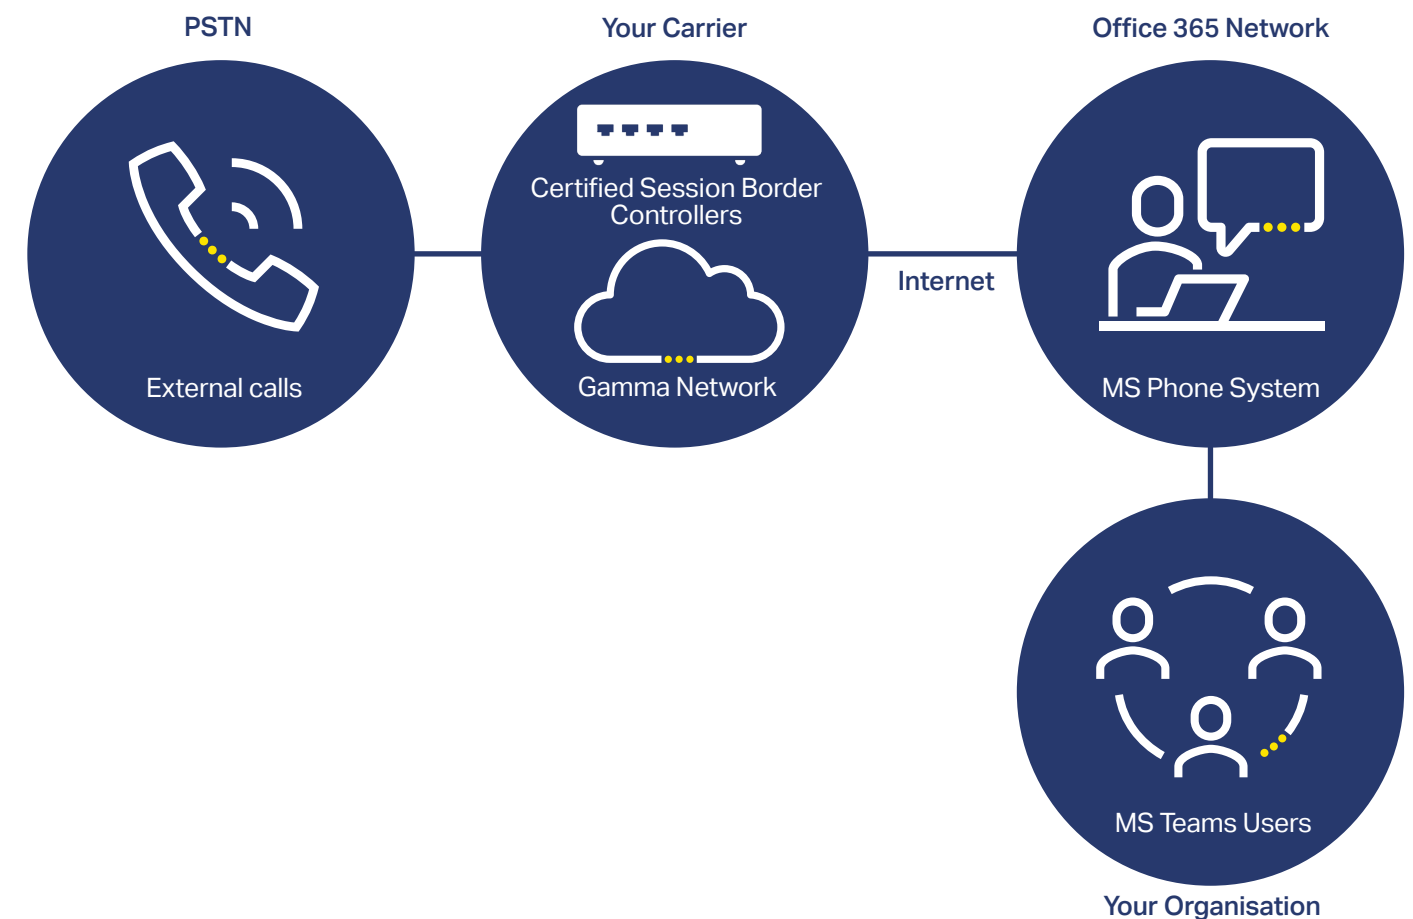 PSTN
Your Carrier
Office 365 Network
Certified Session Border
Controllers
Internet
External calls
Gamma Network
MS Phone System
MS Teams Users
Your Organisation